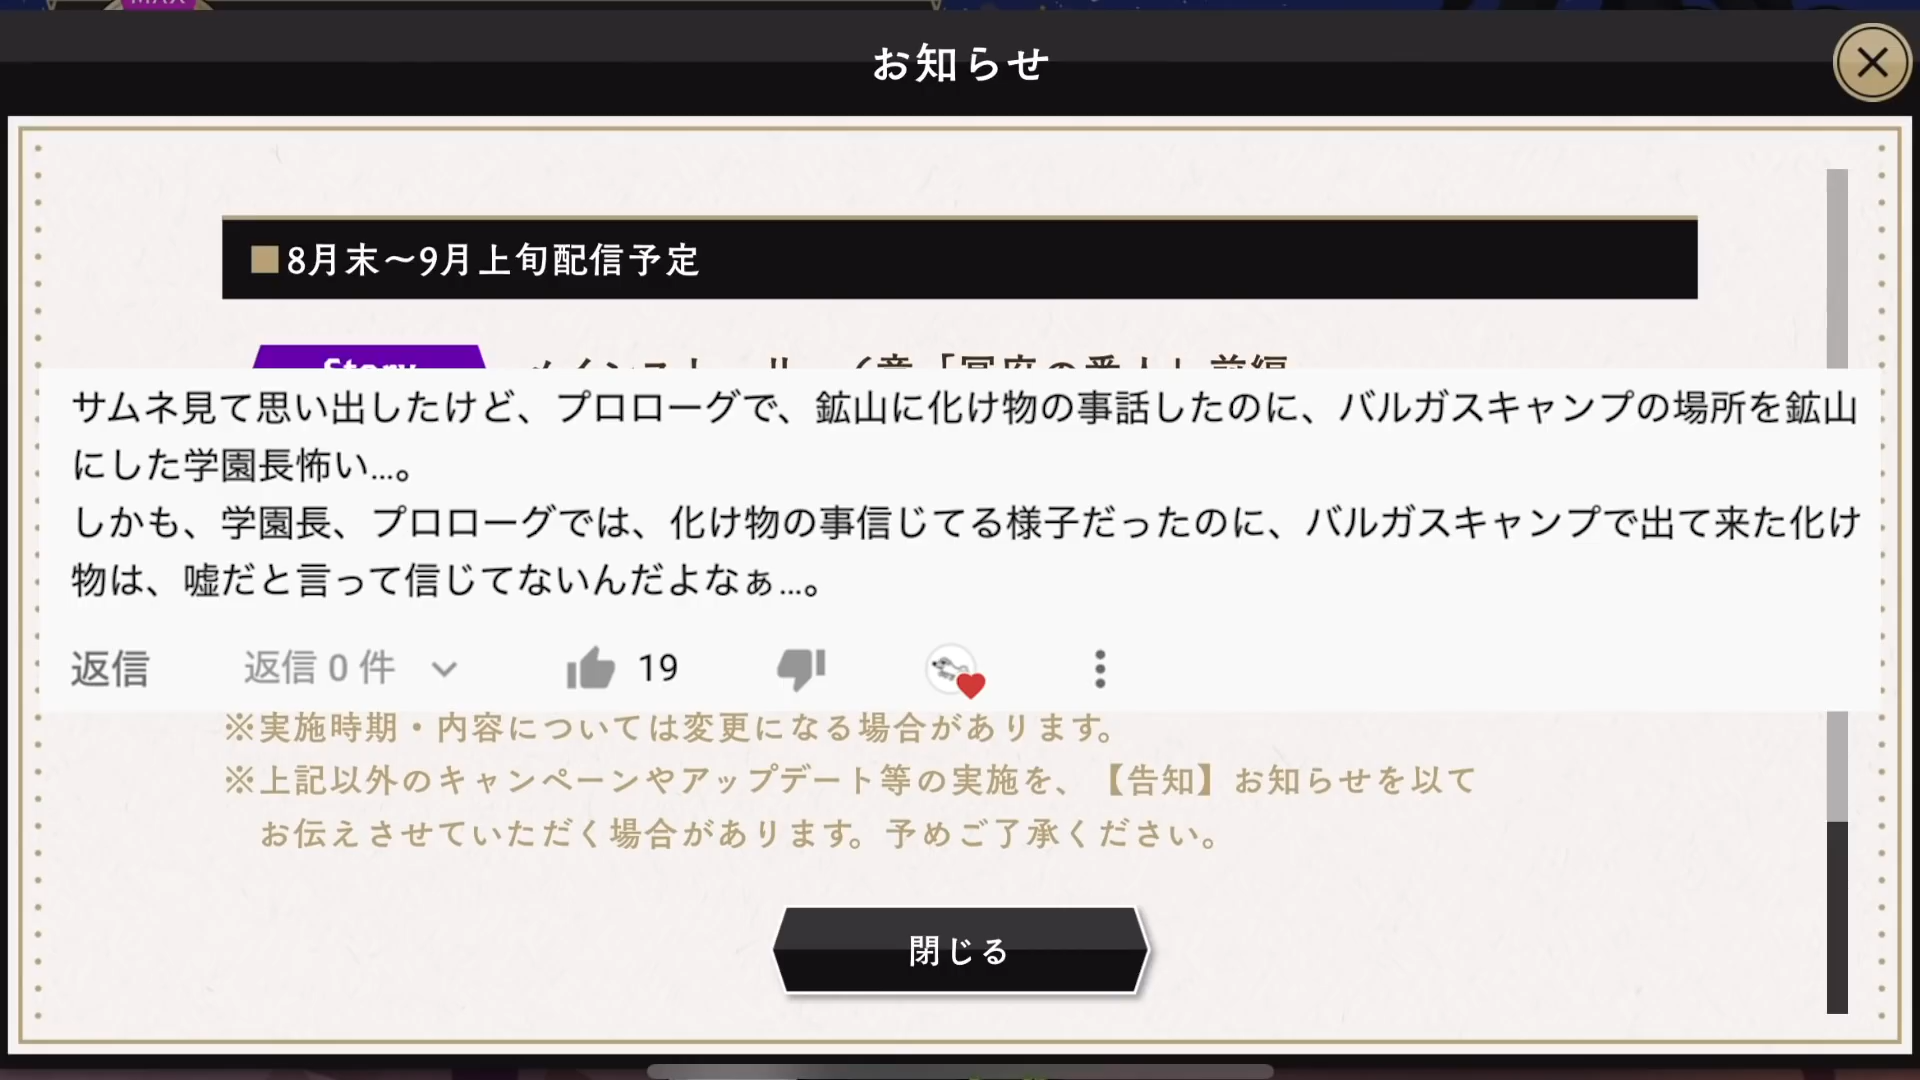 お知らせ
■8月末～9月上旬配信予定
Story
サムネ見て思い出したけど、プロローグで、鉱山に化け物の事話したのに、バルガスキャンプの場所を鉱山
にした学園長怖い…。
しかも、学園長、プロローグでは、化け物の事信じてる様子だったのに、バルガスキャンプで出て来た化け
物は、嘘だと言って信じてないんだよなぁ…。
返信 返信 0 件 19
※実施時期・内容については変更になる場合があります。
※上記以外のキャンペーンやアップデート等の実施を、【告知】お知らせを以て
お伝えさせていただく場合があります。予めご了承ください。
閉じる